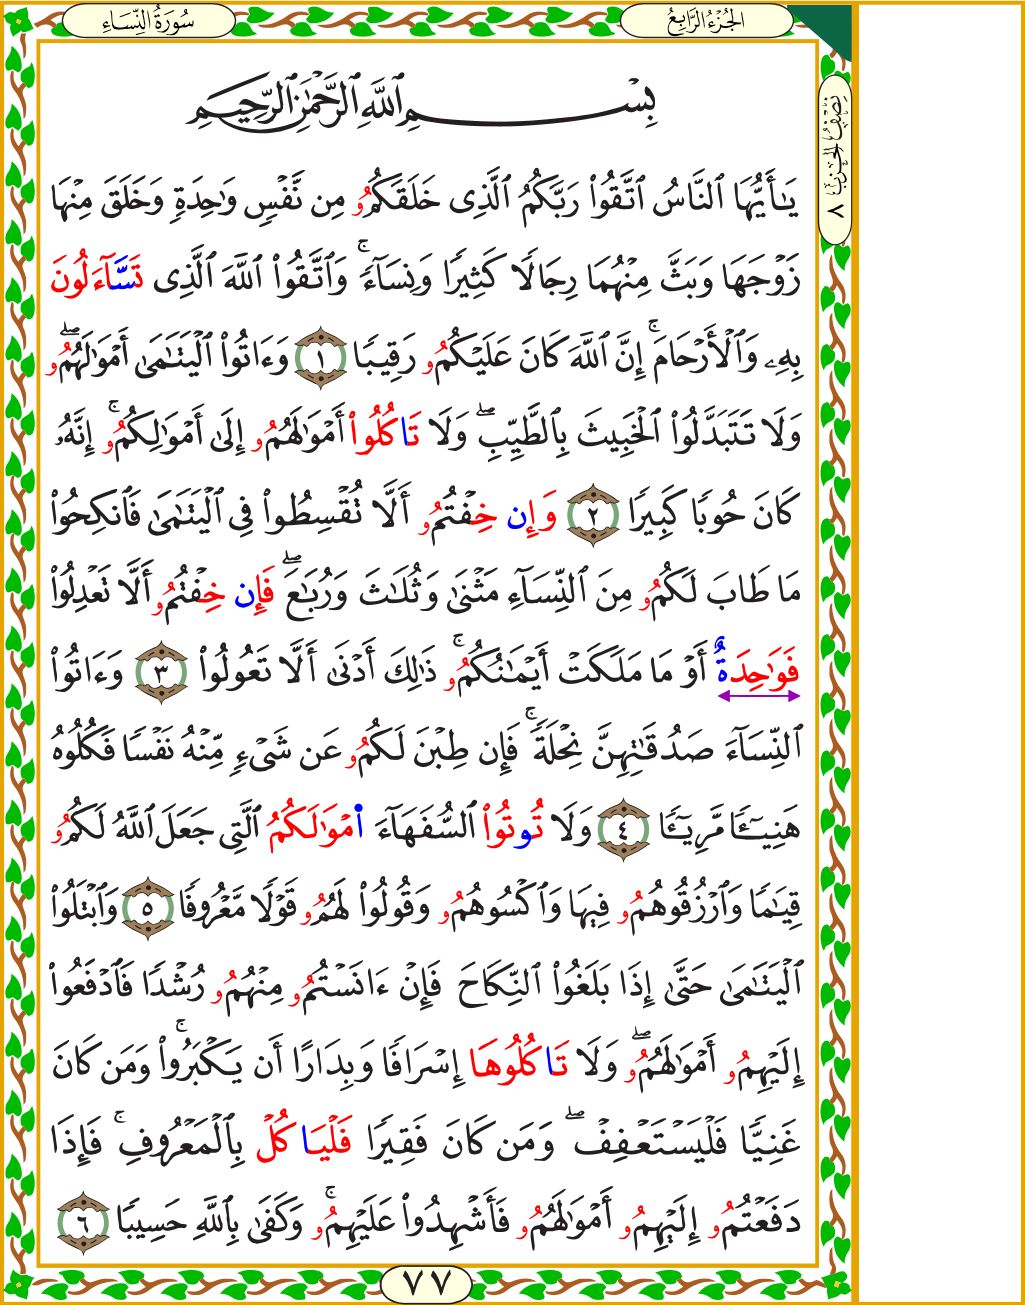 سُورَةُ النِّسَاءِ
الجُزْءُ الرَّابِعُ
نِصْفُ الحِزْبِ ٨
بِسْمِ ٱللَّهِ ٱلرَّحْمَٰنِ ٱلرَّحِيمِ
يَـٰٓأَيُّهَا ٱلنَّاسُ ٱتَّقُوا۟ رَبَّكُمُ ٱلَّذِى خَلَقَكُمُۥ مِن نَّفْسٍ وَٰحِدَةٍ وَخَلَقَ مِنْهَا
زَوْجَهَا وَبَثَّ مِنْهُمَا رِجَالًا كَثِيرًا وَنِسَآءً ۚ وَٱتَّقُوا۟ ٱللَّهَ ٱلَّذِى تَسَّآءَلُونَ
بِهِۦ وَٱلْأَرْحَامَ ۚ إِنَّ ٱللَّهَ كَانَ عَلَيْكُمُۥ رَقِيبًا ١ وَءَاتُوا۟ ٱلْيَتَـٰمَىٰ أَمْوَٰلَهُمُۥٓ ۖ
وَلَا تَتَبَدَّلُوا۟ ٱلْخَبِيثَ بِٱلطَّيِّبِ ۖ وَلَا تَاكُلُوٓا۟ أَمْوَٰلَهُمُۥٓ إِلَىٰٓ أَمْوَٰلِكُمُۥٓ ۚ إِنَّهُۥ
كَانَ حُوبًا كَبِيرًا ٢ وَإِن خِفْتُمُۥٓ أَلَّا تُقْسِطُوا۟ فِى ٱلْيَتَـٰمَىٰ فَٱنكِحُوا۟
مَا طَابَ لَكُمُۥ مِنَ ٱلنِّسَآءِ مَثْنَىٰ وَثُلَـٰثَ وَرُبَـٰعَ ۖ فَإِن خِفْتُمُۥٓ أَلَّا تَعْدِلُوا۟
فَوَٰحِدَةٌ أَوْ مَا مَلَكَتْ أَيْمَـٰنُكُمُۥٓ ۚ ذَٰلِكَ أَدْنَىٰٓ أَلَّا تَعُولُوا۟ ٣ وَءَاتُوا۟
ٱلنِّسَآءَ صَدُقَـٰتِهِنَّ نِحْلَةً ۚ فَإِن طِبْنَ لَكُمُۥ عَن شَىْءٍ مِّنْهُ نَفْسًا فَكُلُوهُ
هَنِيٓـًٔا مَّرِيٓـًٔا ٤ وَلَا تُوتُوا۟ ٱلسُّفَهَآءَ اَ۬مْوَٰلَكُمُ ٱلَّتِى جَعَلَ ٱللَّهُ لَكُمُۥ
قِيَـٰمًا وَٱرْزُقُوهُمُۥ فِيهَا وَٱكْسُوهُمُۥ وَقُولُوا۟ لَهُمُۥ قَوْلًا مَّعْرُوفًا ٥ وَٱبْتَلُوا۟
ٱلْيَتَـٰمَىٰ حَتَّىٰٓ إِذَا بَلَغُوا۟ ٱلنِّكَاحَ فَإِنْ ءَانَسْتُمُۥ مِنْهُمُۥ رُشْدًا فَٱدْفَعُوٓا۟
إِلَيْهِمُۥٓ أَمْوَٰلَهُمُۥ ۖ وَلَا تَاكُلُوهَآ إِسْرَافًا وَبِدَارًا أَن يَكْبَرُوا۟ ۚ وَمَن كَانَ
غَنِيًّا فَلْيَسْتَعْفِفْ ۖ وَمَن كَانَ فَقِيرًا فَلْيَاكُلْ بِٱلْمَعْرُوفِ ۚ فَإِذَا
دَفَعْتُمُۥٓ إِلَيْهِمُۥٓ أَمْوَٰلَهُمُۥ فَأَشْهِدُوا۟ عَلَيْهِمُۥ ۚ وَكَفَىٰ بِٱللَّهِ حَسِيبًا ٦
٧٧